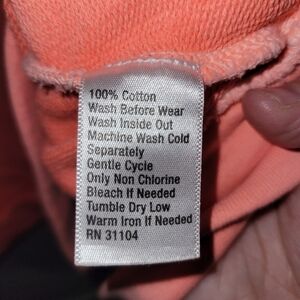 100% Cotton
Wash Before Wear
Wash Inside Out
Machine Wash Cold
Separately
Gentle Cycle
Only Non Chlorine
Bleach If Needed
Tumble Dry Low
Warm Iron If Needed
RN 31104